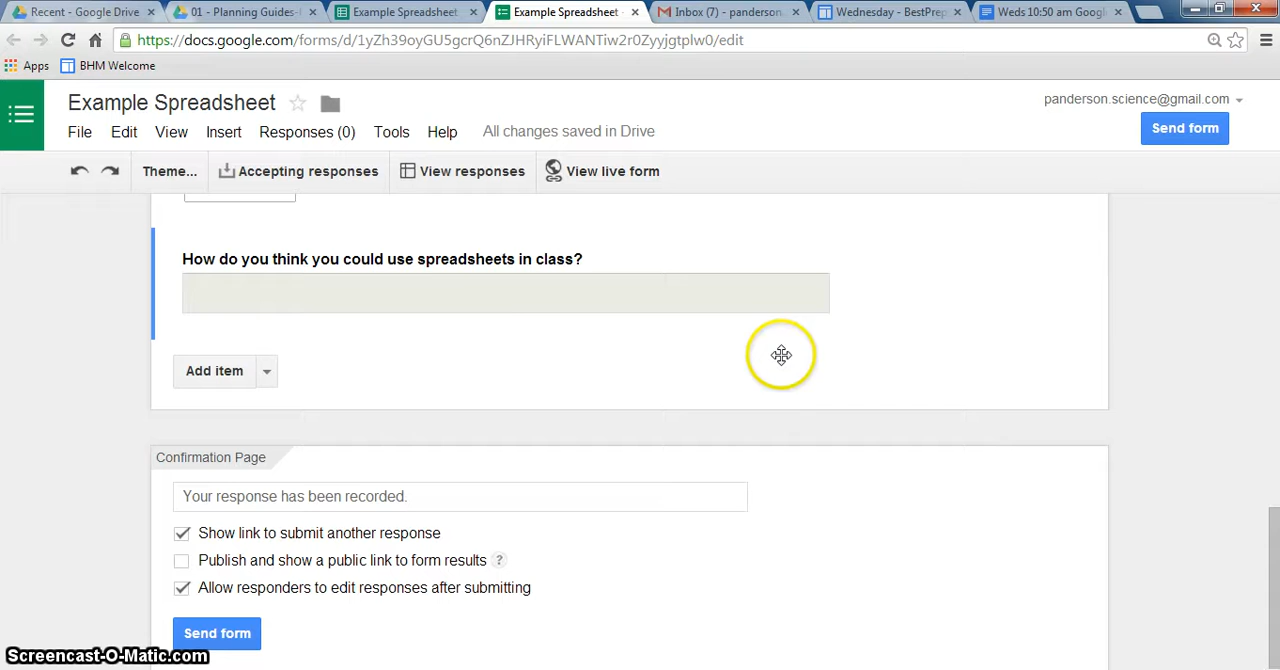 Recent - Google Drive
01 - Planning Guides-
Example Spreadsheet
Example Spreadsheet
Inbox (7) - panderson.
Wednesday - BestPrep
Weds 10:50 am Googl
https://docs.google.com/forms/d/1yZh39oyGU5gcrQ6nZJHRyiFLWANTiw2r0Zyyjgtplw0/edit
Apps
BHM Welcome
Example Spreadsheet
panderson.science@gmail.com
File Edit View Insert Responses (0) Tools Help All changes saved in Drive
Send form
Theme... Accepting responses View responses View live form
How do you think you could use spreadsheets in class?
Add item
Confirmation Page
Your response has been recorded.
Show link to submit another response
Publish and show a public link to form results ?
Allow responders to edit responses after submitting
Send form
Screencast-O-Matic.com